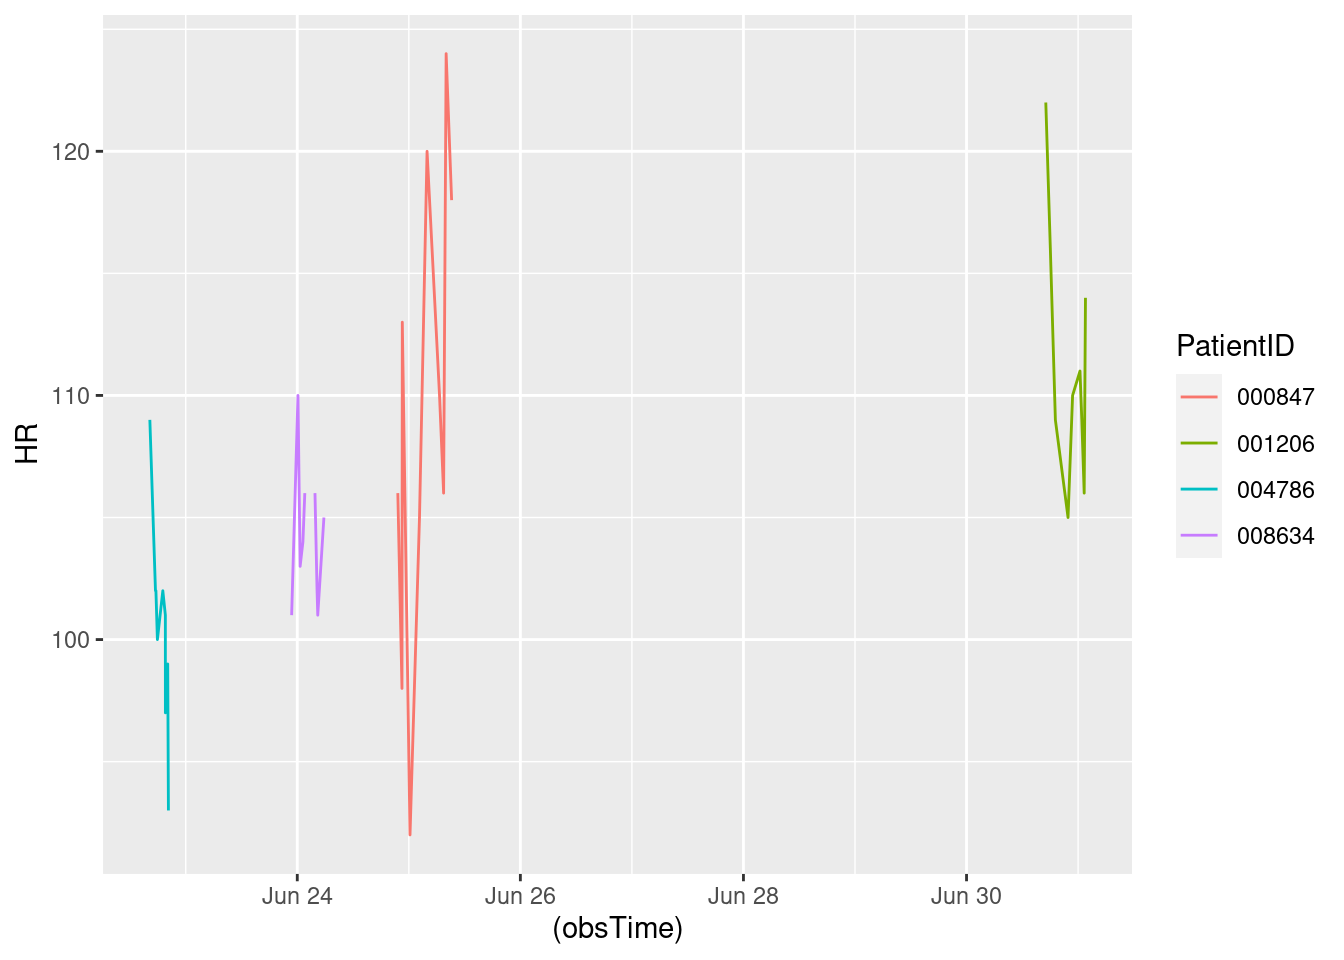 120
110
100
HR
Jun 24
Jun 26
Jun 28
Jun 30
(obsTime)
PatientID
000847
001206
004786
008634